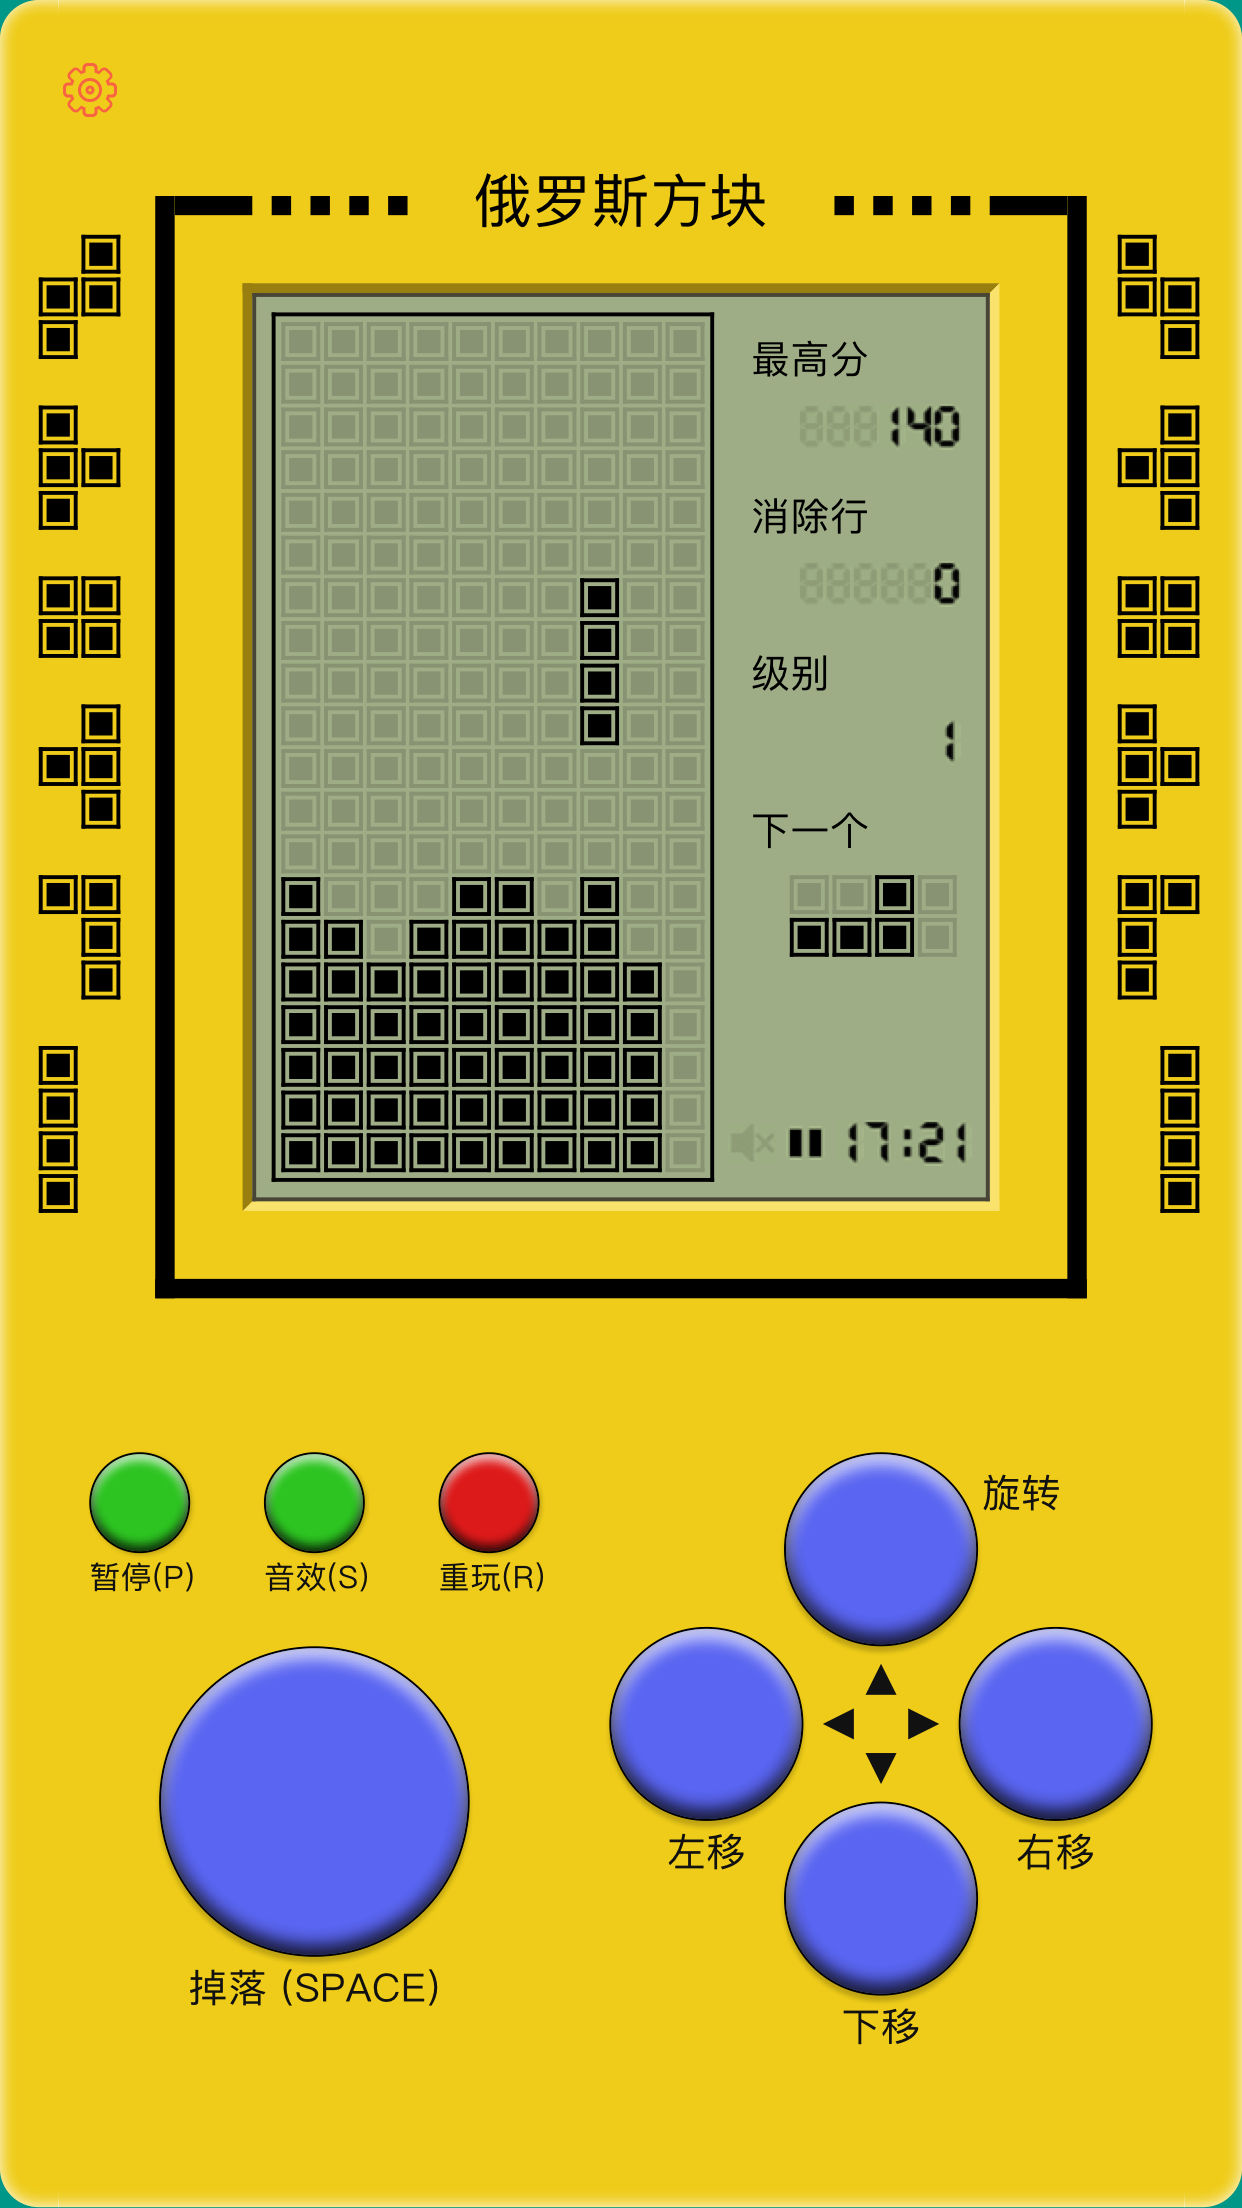 俄罗斯方块
最高分
140
消除行
0
级别
1
下一个
17:21
旋转
暂停(P)
音效(S)
重玩(R)
左移
右移
掉落 (SPACE)
下移